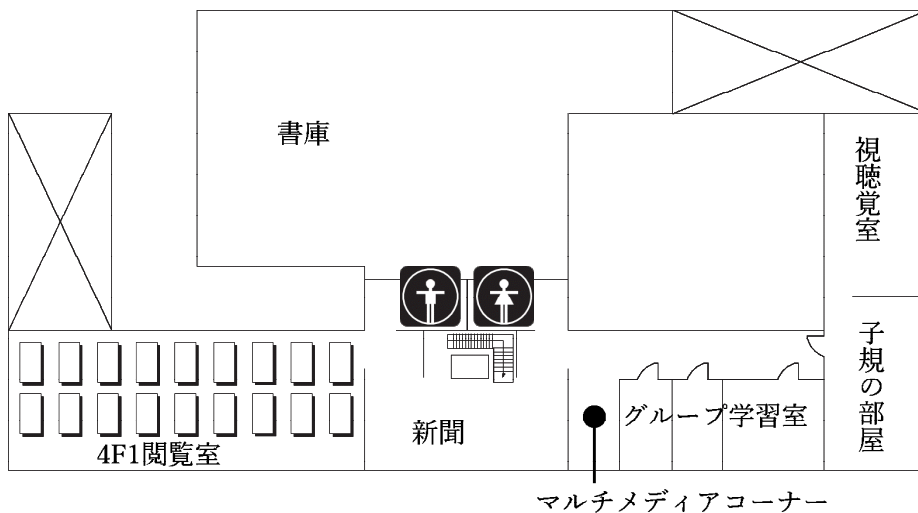 書庫
視聴覚室
子規の部屋
グループ学習室
新聞
4F1閲覧室
マルチメディアコーナー